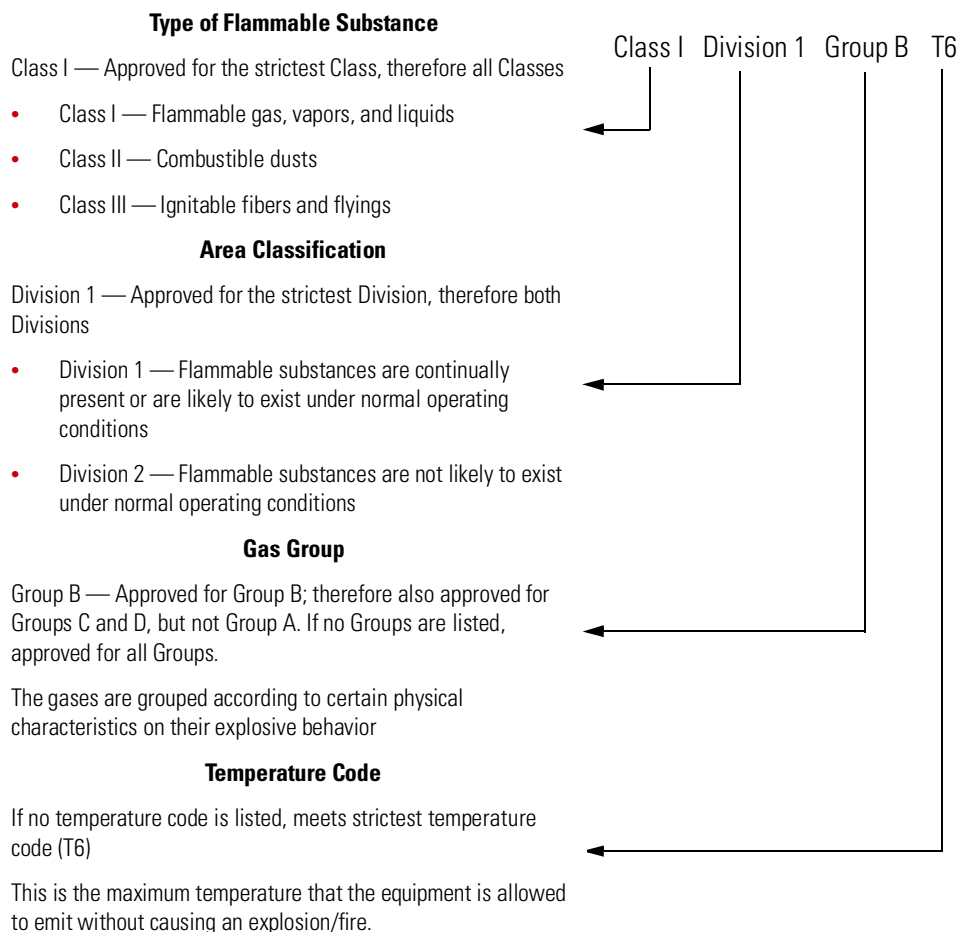 Type of Flammable Substance
Class I Division 1 Group B T6
Class I — Approved for the strictest Class, therefore all Classes
• Class I — Flammable gas, vapors, and liquids
• Class II — Combustible dusts
• Class III — Ignitable fibers and flyings
Area Classification
Division 1 — Approved for the strictest Division, therefore both
Divisions
• Division 1 — Flammable substances are continually
present or are likely to exist under normal operating
conditions
• Division 2 — Flammable substances are not likely to exist
under normal operating conditions
Gas Group
Group B — Approved for Group B; therefore also approved for
Groups C and D, but not Group A. If no Groups are listed,
approved for all Groups.
The gases are grouped according to certain physical
characteristics on their explosive behavior
Temperature Code
If no temperature code is listed, meets strictest temperature
code (T6)
This is the maximum temperature that the equipment is allowed
to emit without causing an explosion/fire.